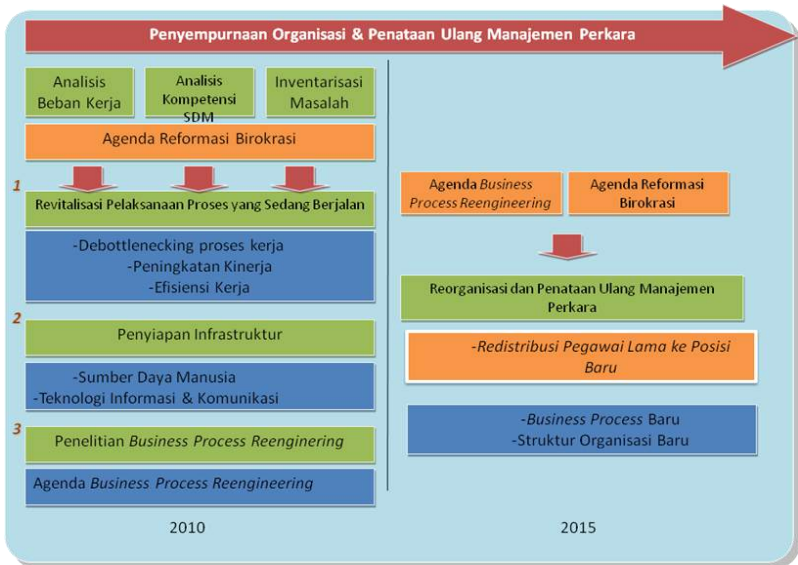 Penyempurnaan Organisasi & Penataan Ulang Manajemen Perkara
Analisis
Beban Kerja
Analisis
Kompetensi
SDM
Inventarisasi
Masalah
Agenda Reformasi Birokrasi
1
Revitalisasi Pelaksanaan Proses yang Sedang Berjalan
-Debottlenecking proses kerja
-Peningkatan Kinerja
-Efisiensi Kerja
2
Penyiapan Infrastruktur
-Sumber Daya Manusia
-Teknologi Informasi & Komunikasi
3
Penelitian Business Process Reenginering
Agenda Business Process Reengineering
2010
Agenda Business
Process Reengineering
Agenda Reformasi
Birokrasi
Reorganisasi dan Penataan Ulang Manajemen
Perkara
-Redistribusi Pegawai Lama ke Posisi
Baru
-Business Process Baru
-Struktur Organisasi Baru
2015